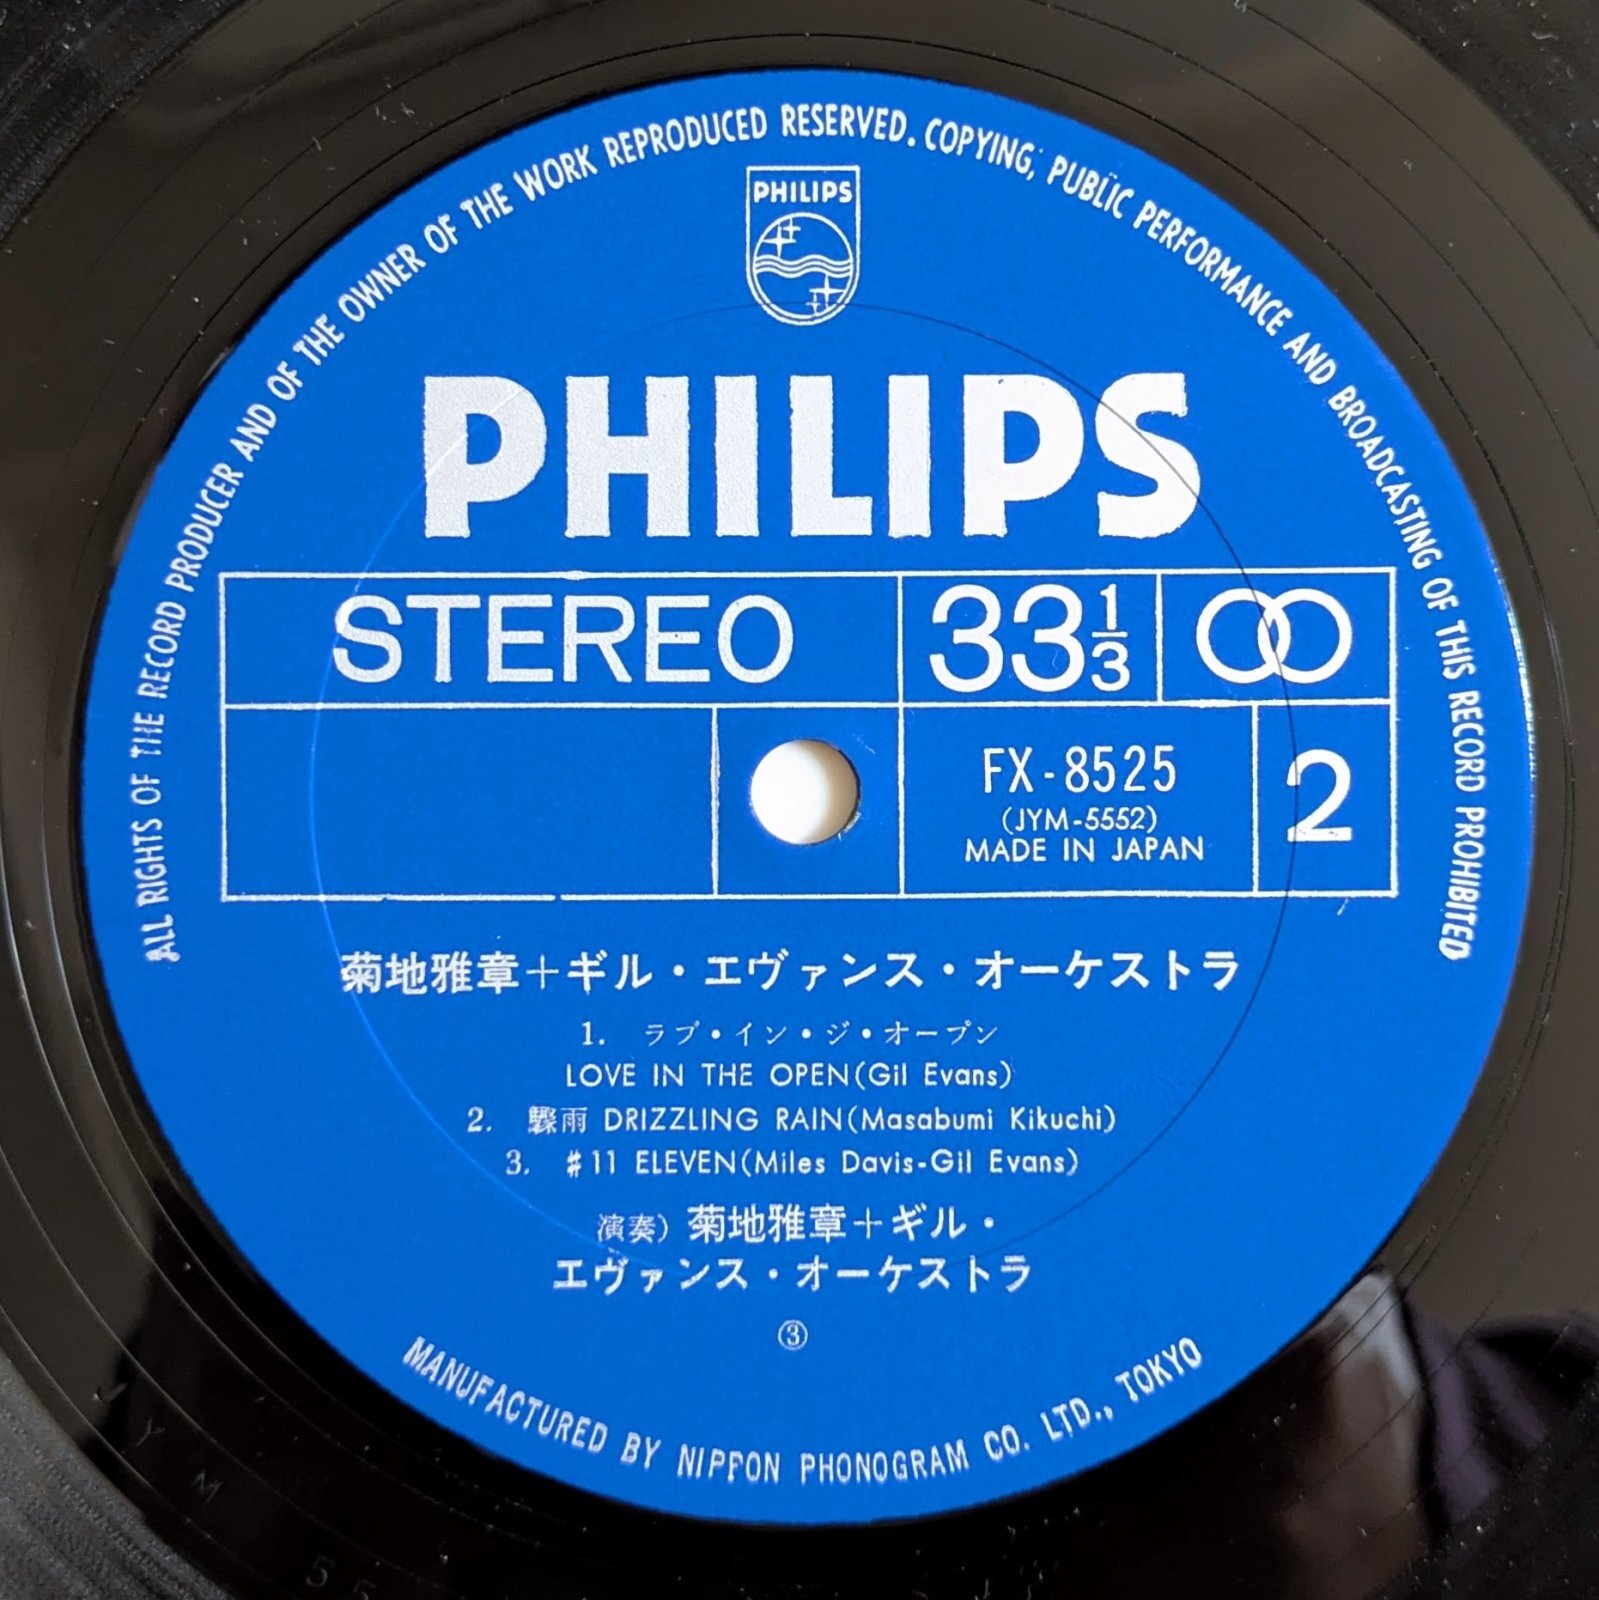 ALL RIGHTS OF THE RECORD PRODUCER AND OF THE OWNER OF THE WORK REPRODUCED RESERVED. COPYING, PUBLIC PERFORMANCE AND BROADCASTING OF THIS RECORD PROHIBITED
PHILIPS
PHILIPS
STEREO 33 1/3
FX-8525
(JYM-5552)
MADE IN JAPAN
2
菊地雅章+ギル・エヴァンス・オーケストラ
1. ラブ・イン・ジ・オープン
LOVE IN THE OPEN(Gil Evans)
2. 驟雨 DRIZZLING RAIN(Masabumi Kikuchi)
3. ♯11 ELEVEN(Miles Davis-Gil Evans)
演奏) 菊地雅章+ギル・
エヴァンス・オーケストラ
③
MANUFACTURED BY NIPPON PHONOGRAM CO. LTD., TOKYO